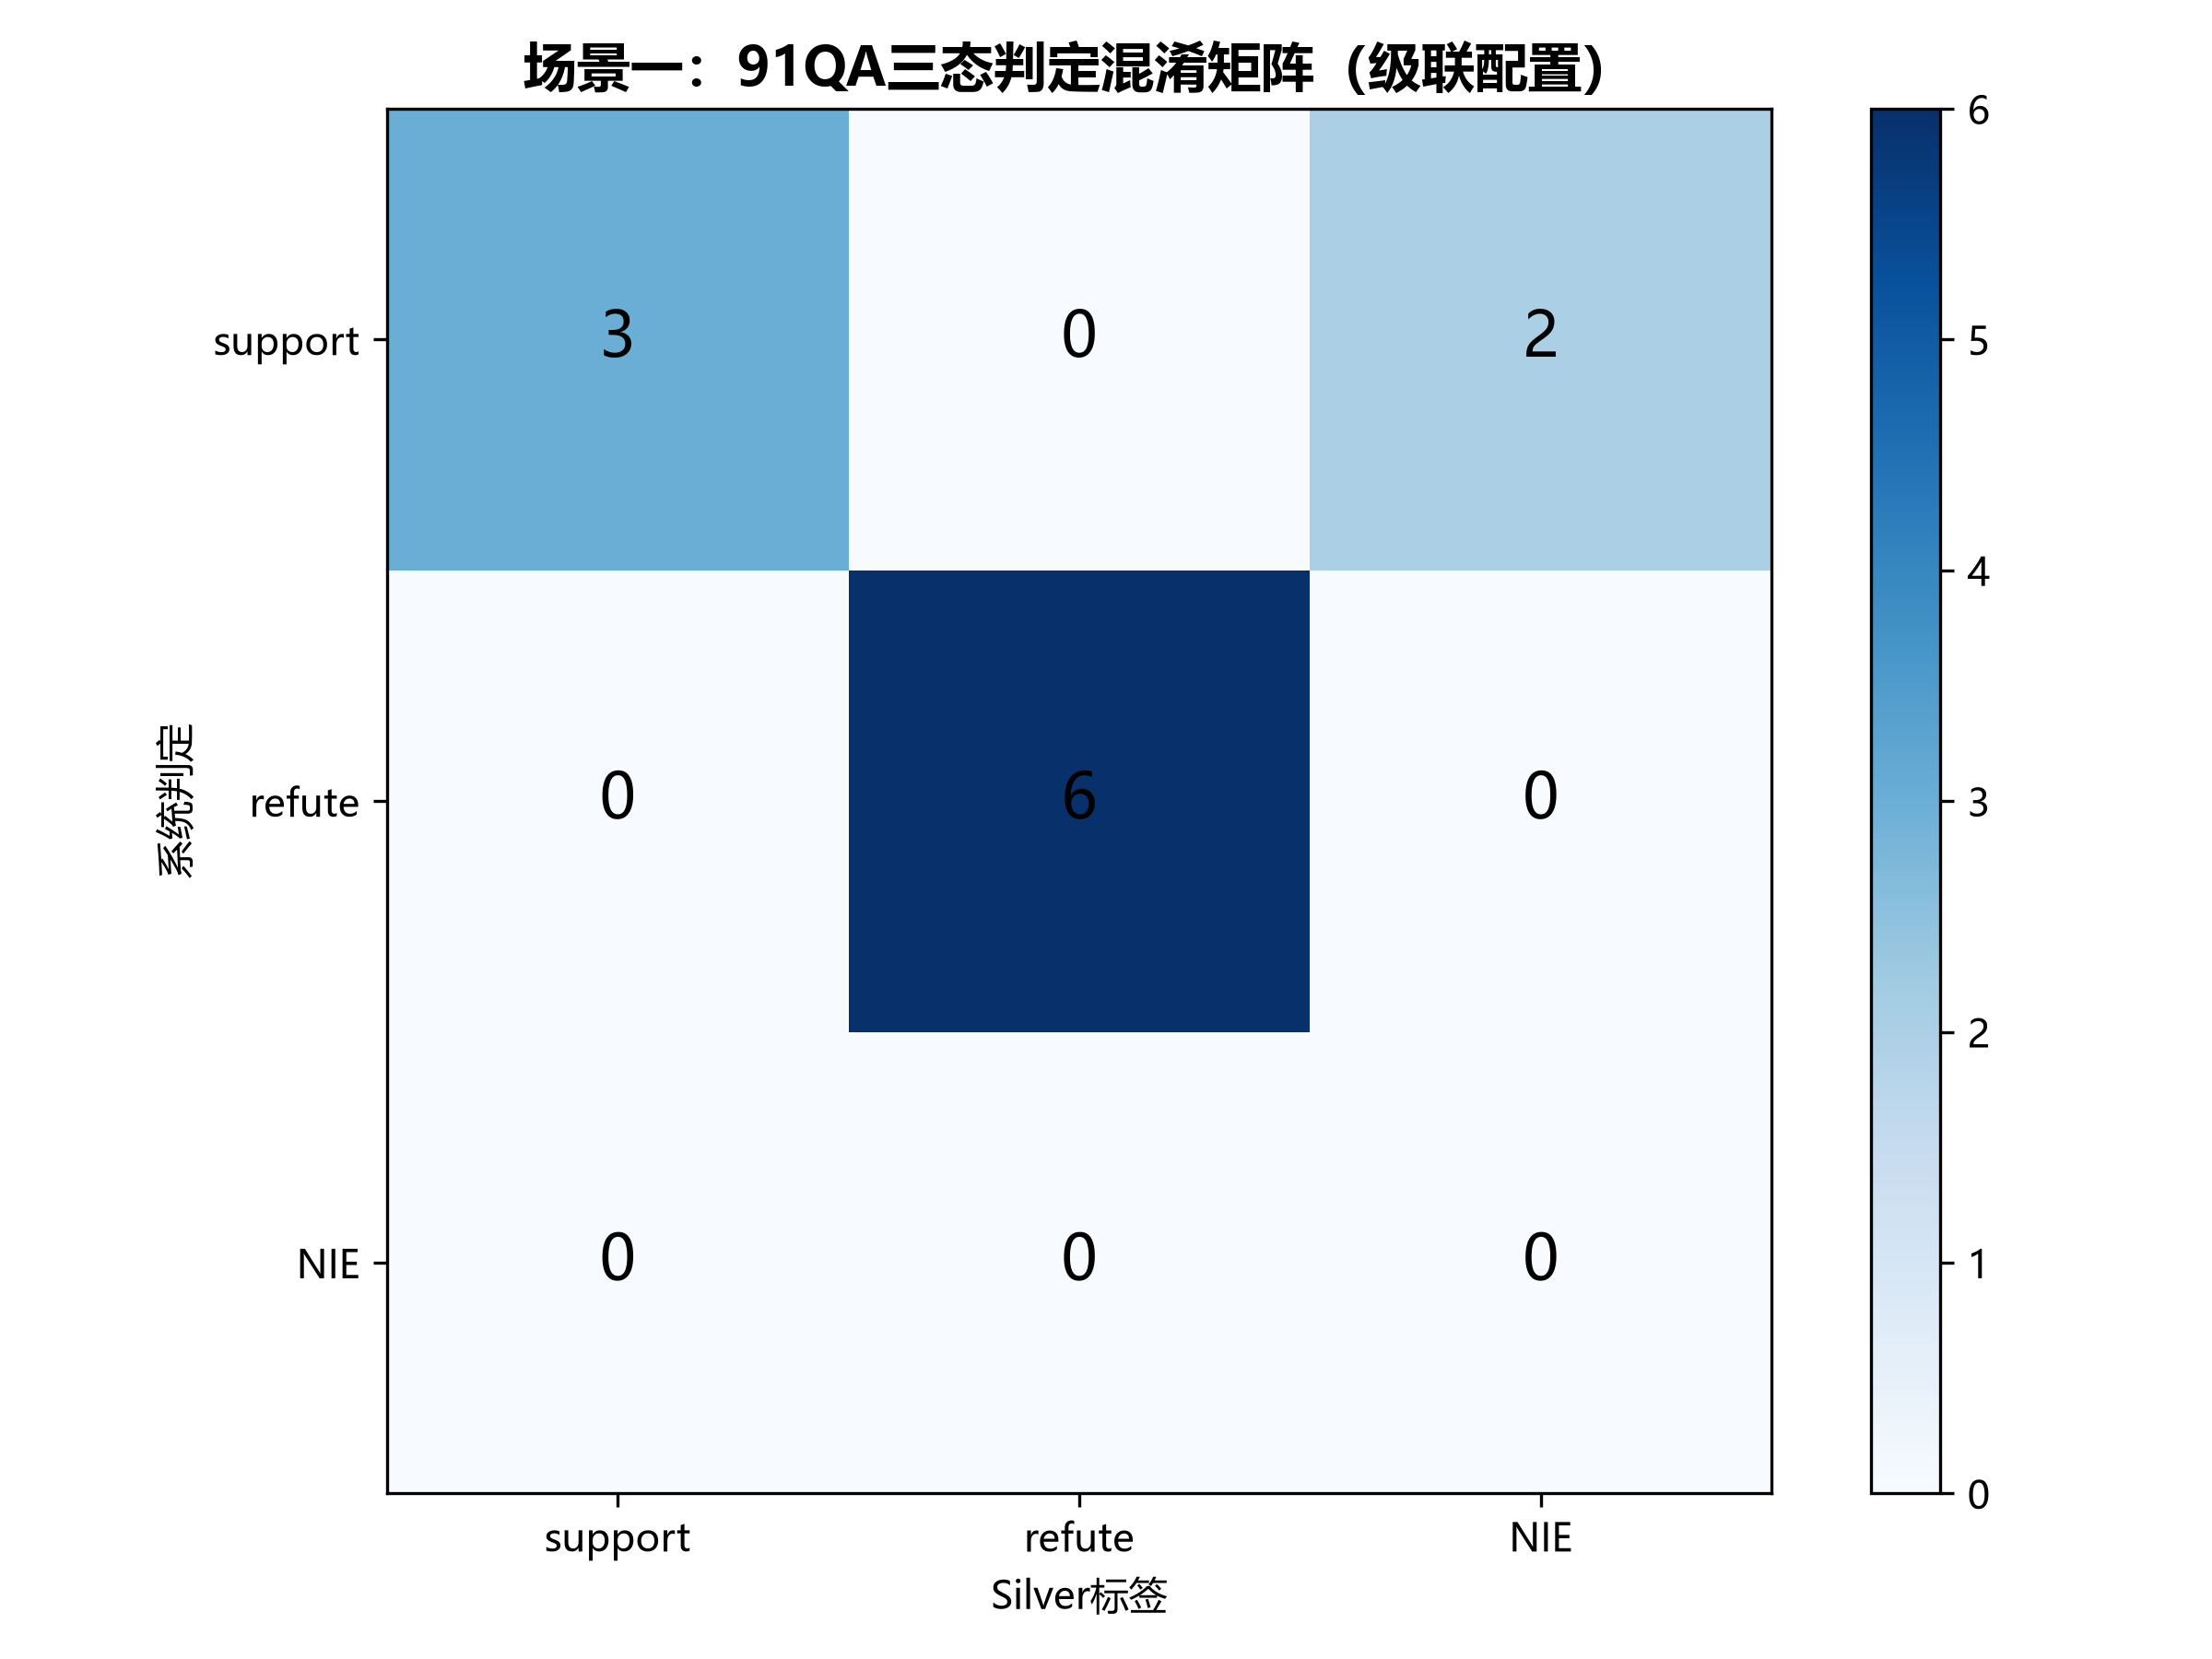 场景一：91QA三态判定混淆矩阵（级联配置）
support 3 0 2
refute 0 6 0
NIE 0 0 0
support refute NIE
Silver标签
系统判定
6
5
4
3
2
1
0